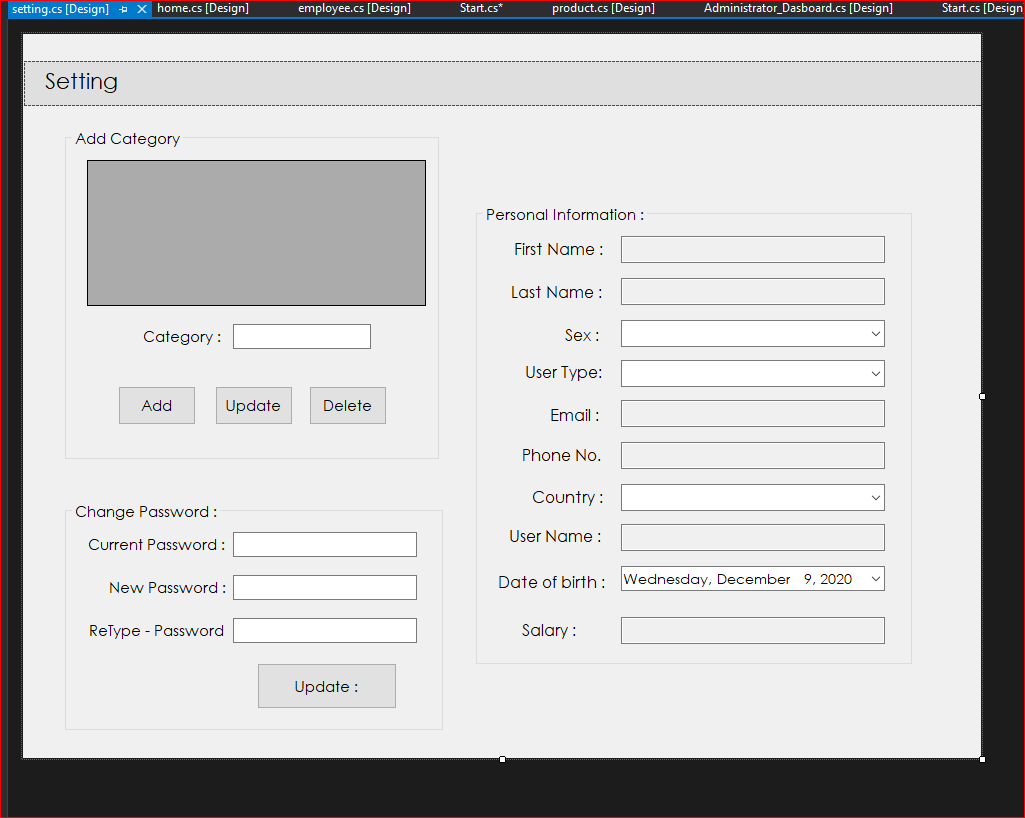 setting.cs [Design] home.cs [Design] employee.cs [Design] Start.cs* product.cs [Design] Administrator_Dasboard.cs [Design] Start.cs [Design
Setting
Add Category
Category :
Add Update Delete
Change Password :
Current Password :
New Password :
ReType - Password
Update :
Personal Information :
First Name :
Last Name :
Sex :
User Type:
Email :
Phone No.
Country :
User Name :
Date of birth : Wednesday, December 9, 2020
Salary :